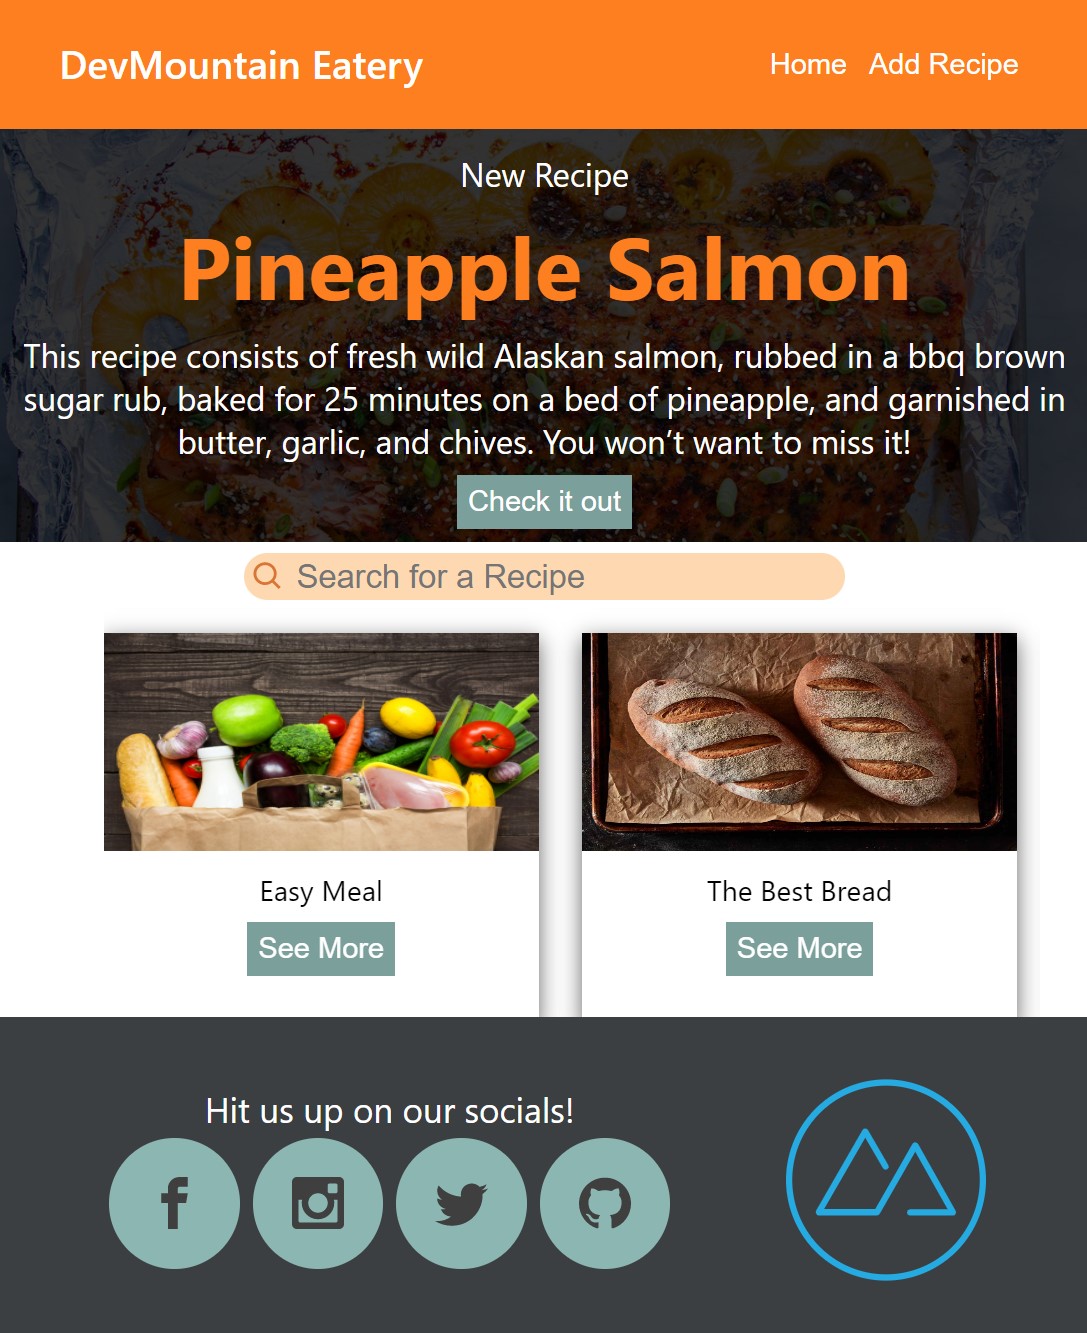 DevMountain Eatery
Home Add Recipe
New Recipe
Pineapple Salmon
This recipe consists of fresh wild Alaskan salmon, rubbed in a bbq brown
sugar rub, baked for 25 minutes on a bed of pineapple, and garnished in
butter, garlic, and chives. You won’t want to miss it!
Check it out
Search for a Recipe
Easy Meal
See More
The Best Bread
See More
Hit us up on our socials!